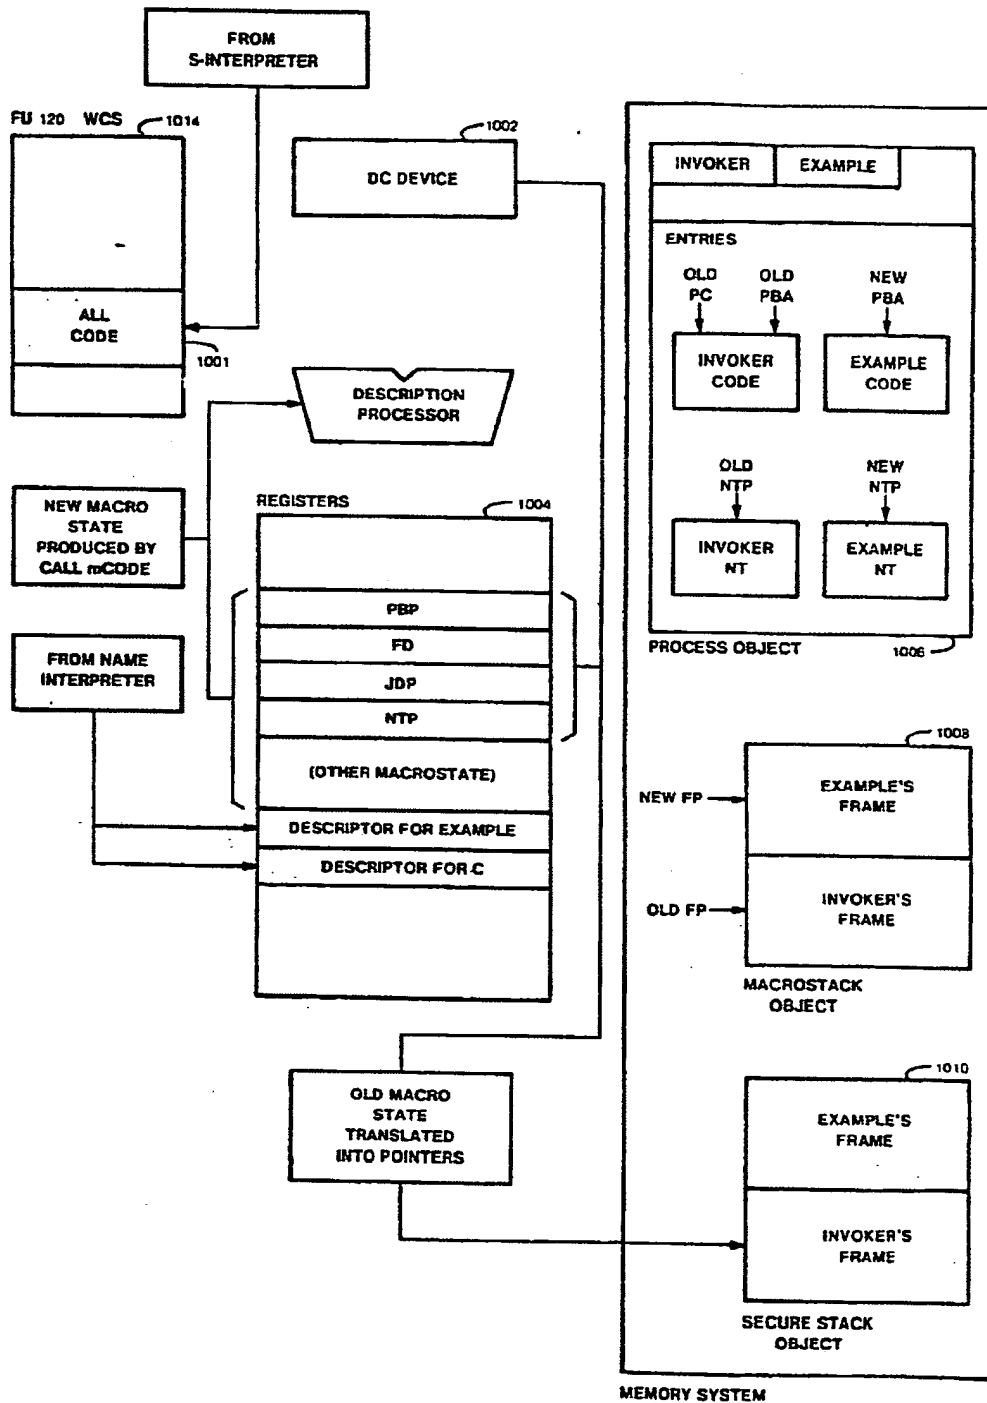 FROM
S-INTERPRETER
FU 120 WCS
1014
1002
DC DEVICE
ALL
CODE
1001
DESCRIPTION
PROCESSOR
NEW MACRO
STATE
PRODUCED BY
CALL mCODE
FROM NAME
INTERPRETER
REGISTERS
1004
PBP
FD
JDP
NTP
(OTHER MACROSTATE)
DESCRIPTOR FOR EXAMPLE
DESCRIPTOR FOR C
OLD MACRO
STATE
TRANSLATED
INTO POINTERS
INVOKER
EXAMPLE
ENTRIES
OLD
PC
OLD
PBA
NEW
PBA
INVOKER
CODE
EXAMPLE
CODE
OLD
NTP
NEW
NTP
INVOKER
NT
EXAMPLE
NT
PROCESS OBJECT
1006
1008
NEW FP
EXAMPLE'S
FRAME
OLD FP
INVOKER'S
FRAME
MACROSTACK
OBJECT
1010
EXAMPLE'S
FRAME
INVOKER'S
FRAME
SECURE STACK
OBJECT
MEMORY SYSTEM